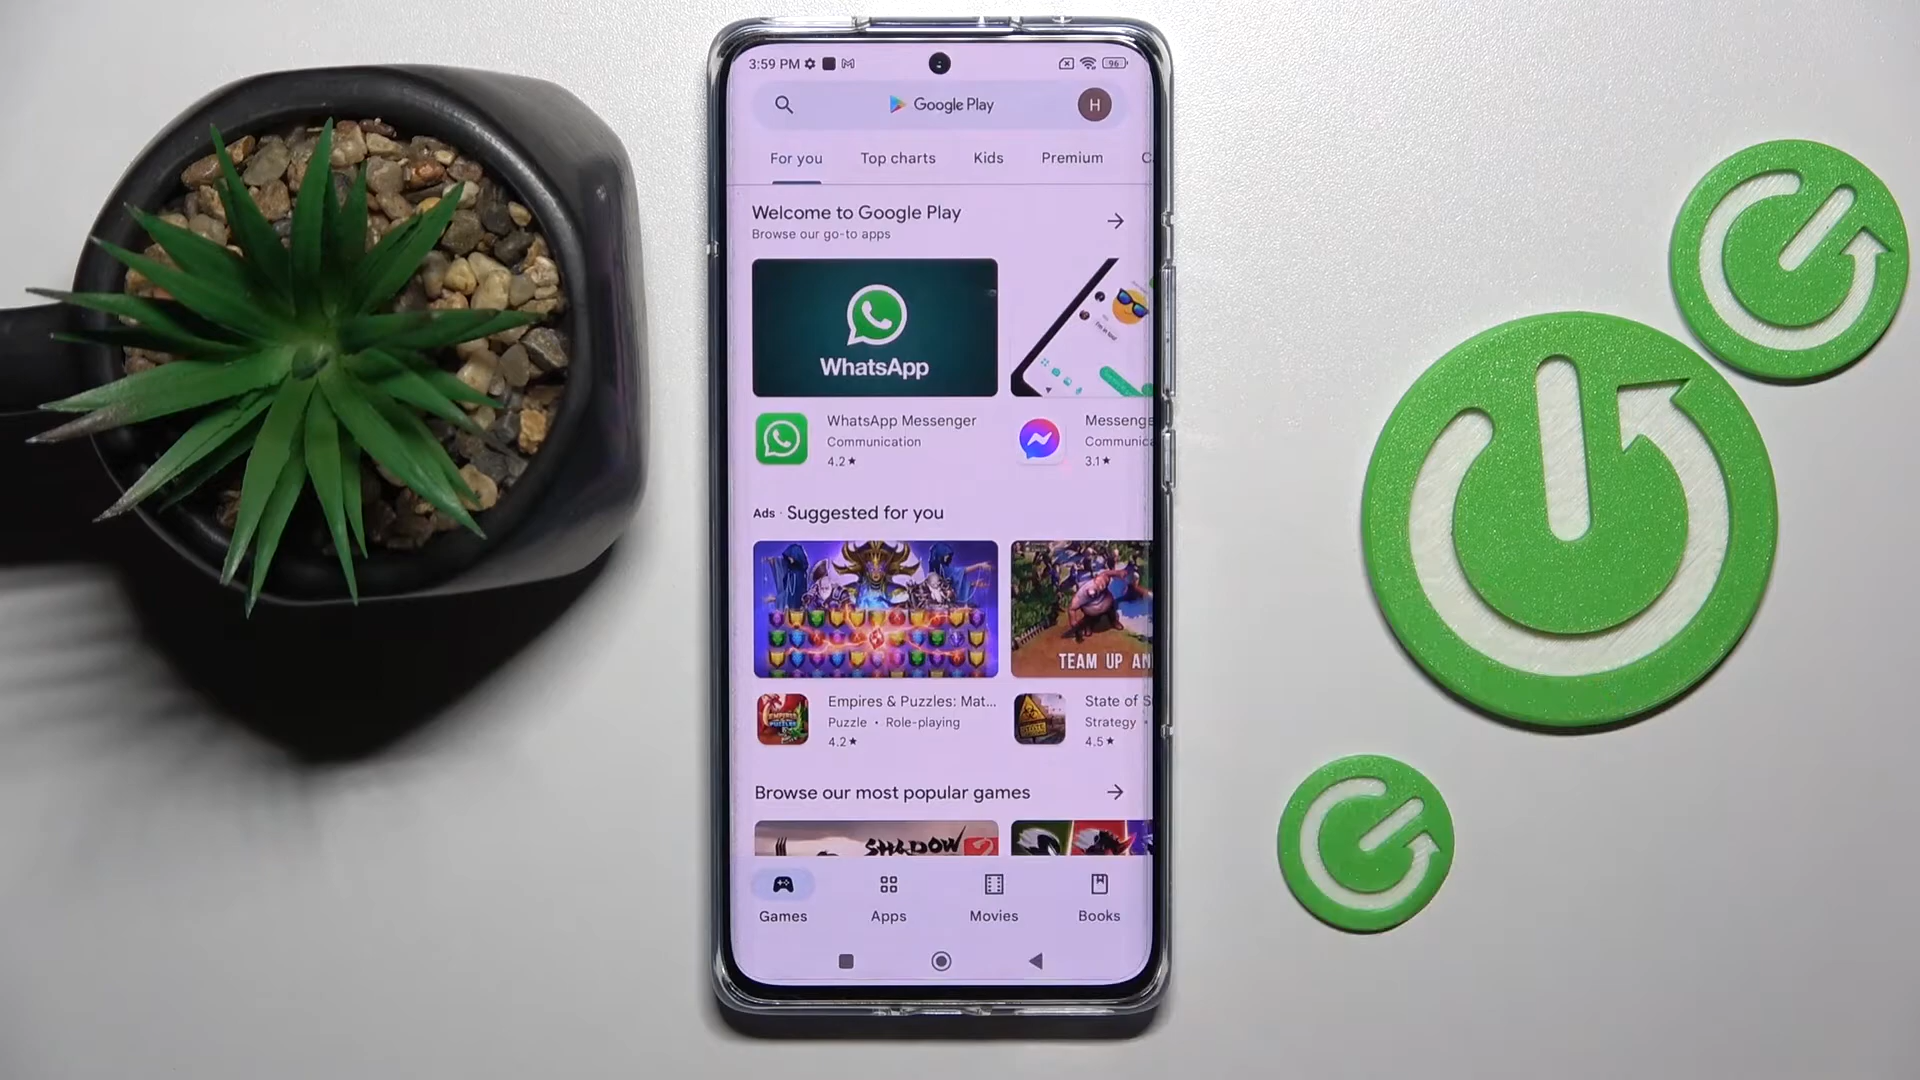 3:59 PM
96
Google Play
H
For you Top charts Kids Premium
Welcome to Google Play
Browse our go-to apps
WhatsApp
WhatsApp Messenger
Communication
4.2★
Messenge
Communica
3.1★
Ads · Suggested for you
TEAM UP AN
Empires & Puzzles: Mat...
Puzzle • Role-playing
4.2★
State of S
Strategy •
4.5★
Browse our most popular games
SHADOW 2
Games Apps Movies Books